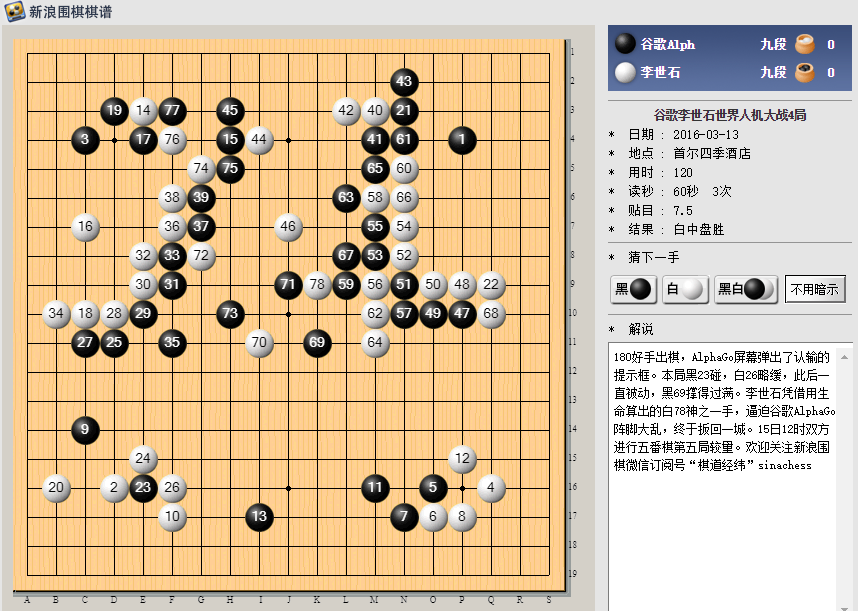 新浪围棋棋谱
1
43 2
19 14 77 45 42 40 21 3
3 17 76 15 44 41 61 1 4
74 75 65 60 5
38 39 63 58 66 6
16 36 37 46 55 54 7
32 33 72 67 53 52 8
30 31 71 78 59 56 51 50 48 22 9
34 18 28 29 73 62 57 49 47 68 10
27 25 35 70 69 64 11
12
13
9 14
24 12 15
20 2 23 26 11 5 4 16
10 13 7 6 8 17
18
19
A B C D E F G H I J K L M N O P Q R S
谷歌Alph 九段 0
李世石 九段 0
谷歌李世石世界人机大战4局
* 日期 : 2016-03-13
* 地点 : 首尔四季酒店
* 用时 : 120
* 读秒 : 60秒 3次
* 贴目 : 7.5
* 结果 : 白中盘胜
* 猜下一手
黑 白 黑白 不用暗示
* 解说
180好手出棋，AlphaGo屏幕弹出了认输的
提示框。本局黑23碰，白26略缓，此后一
直被动，黑69撑得过满。李世石凭借用生
命算出的白78神之一手，逼迫谷歌AlphaGo
阵脚大乱，终于扳回一城。15日12时双方
进行五番棋第五局较量。欢迎关注新浪围
棋微信订阅号“棋道经纬”sinachess